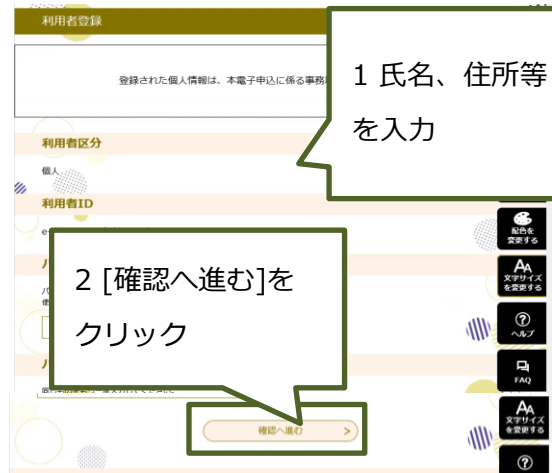 利用者登録
登録された個人情報は、本電子申込に係る事務
1 氏名、住所等
を入力
利用者区分
個人
利用者ID
配色を
変更する
2 [確認へ進む]を
クリック
文字サイズ
を変更する
ヘルプ
FAQ
確認へ進む >
文字サイズ
を変更する